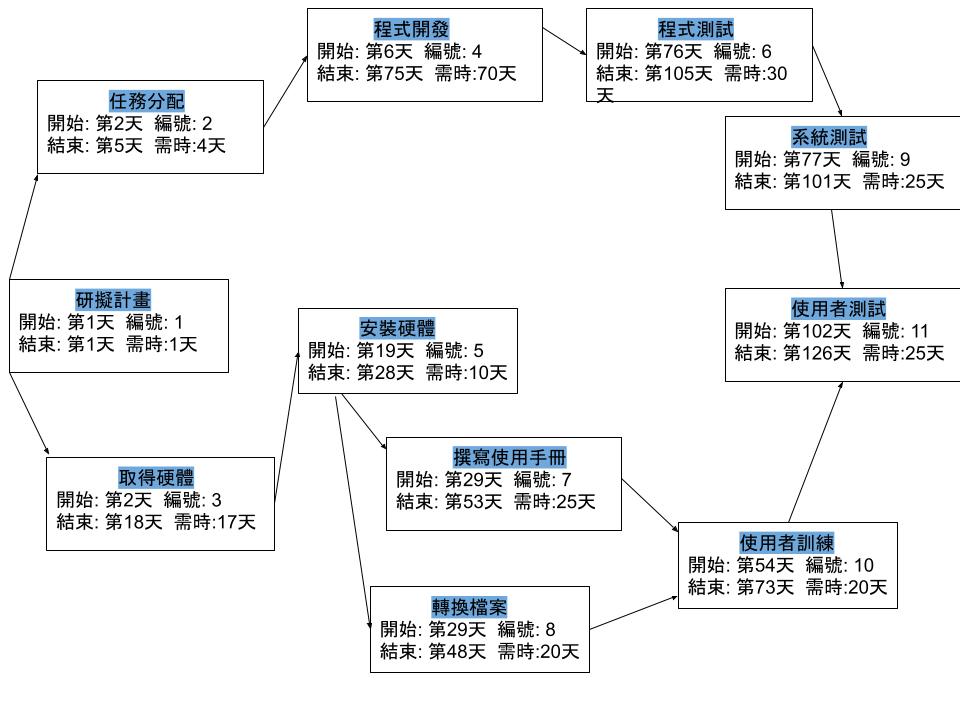 程式開發
開始: 第6天 編號: 4
結束: 第75天 需時:70天
程式測試
開始: 第76天 編號: 6
結束: 第105天 需時:30
天
任務分配
開始: 第2天 編號: 2
結束: 第5天 需時:4天
系統測試
開始: 第77天 編號: 9
結束: 第101天 需時:25天
研擬計畫
開始: 第1天 編號: 1
結束: 第1天 需時:1天
安裝硬體
開始: 第19天 編號: 5
結束: 第28天 需時:10天
使用者測試
開始: 第102天 編號: 11
結束: 第126天 需時:25天
取得硬體
開始: 第2天 編號: 3
結束: 第18天 需時:17天
撰寫使用手冊
開始: 第29天 編號: 7
結束: 第53天 需時:25天
使用者訓練
開始: 第54天 編號: 10
結束: 第73天 需時:20天
轉換檔案
開始: 第29天 編號: 8
結束: 第48天 需時:20天